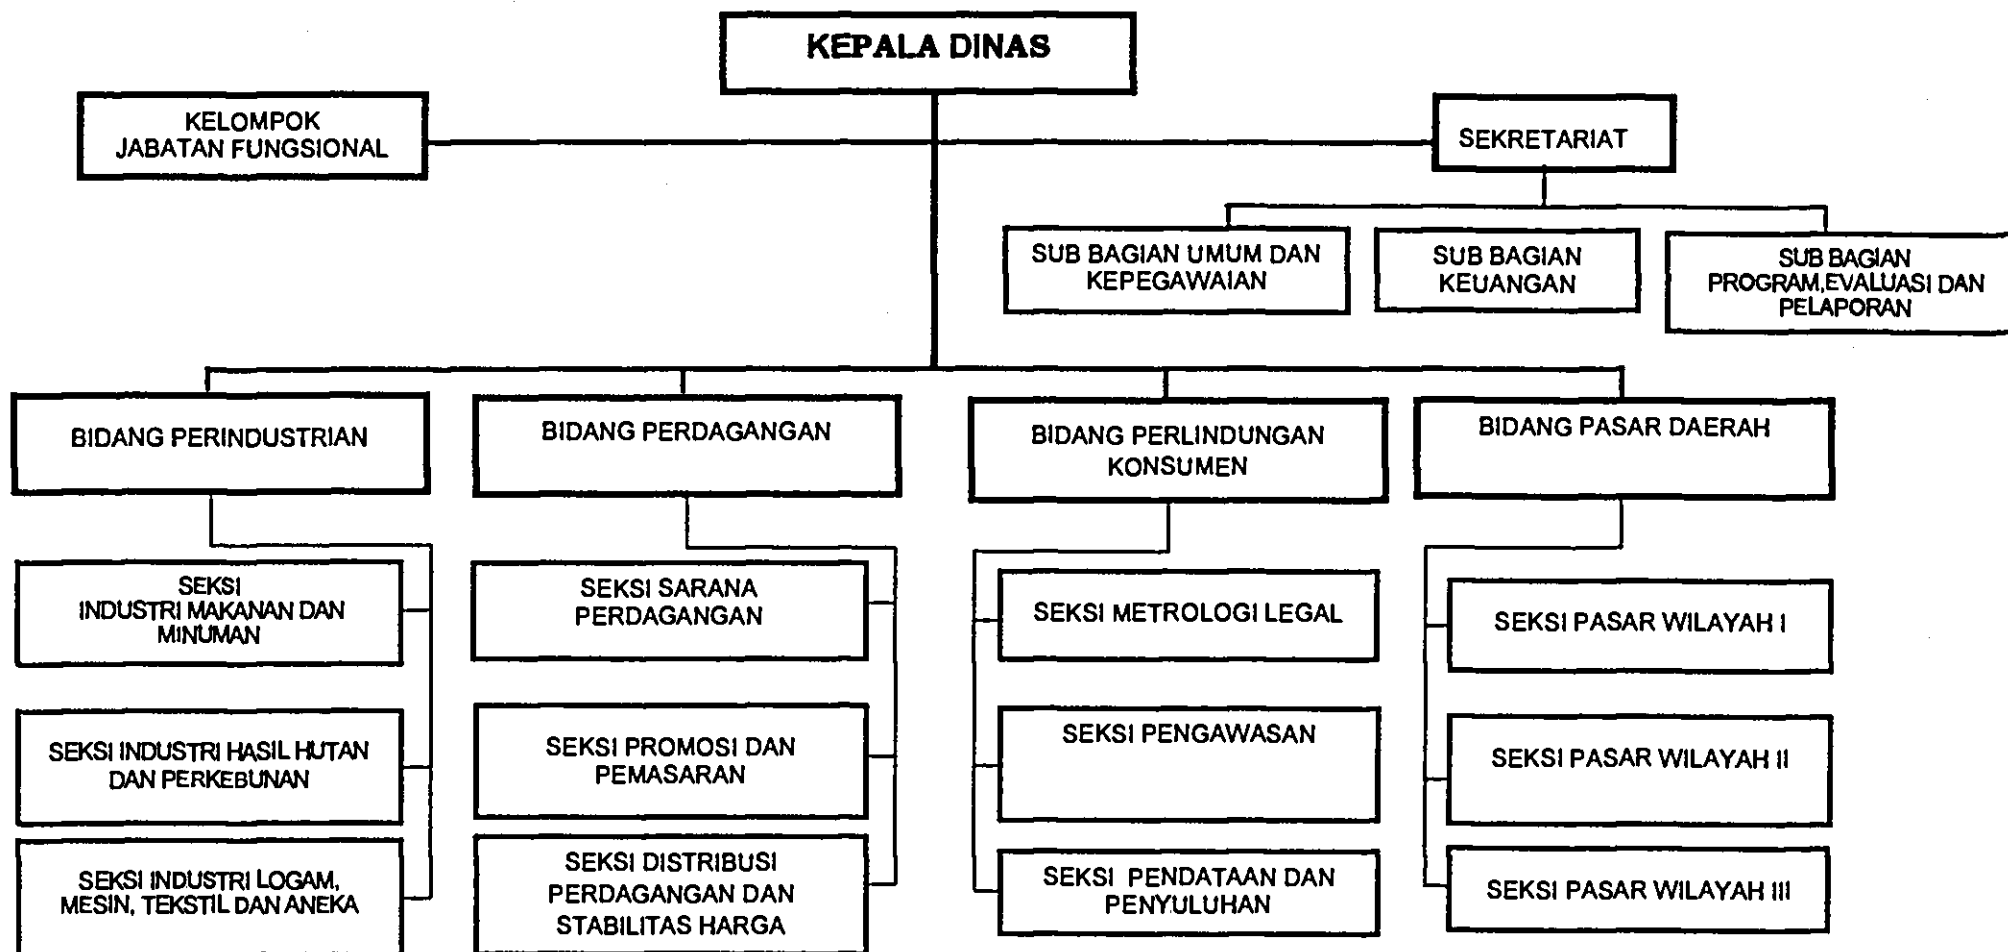 KEPALA DINAS
KELOMPOK
JABATAN FUNGSIONAL
SEKRETARIAT
SUB BAGIAN UMUM DAN
KEPEGAWAIAN
SUB BAGIAN
KEUANGAN
SUB BAGIAN
PROGRAM,EVALUASI DAN
PELAPORAN
BIDANG PERINDUSTRIAN
BIDANG PERDAGANGAN
BIDANG PERLINDUNGAN
KONSUMEN
BIDANG PASAR DAERAH
SEKSI
INDUSTRI MAKANAN DAN
MINUMAN
SEKSI SARANA
PERDAGANGAN
SEKSI METROLOGI LEGAL
SEKSI PASAR WILAYAH I
SEKSI INDUSTRI HASIL HUTAN
DAN PERKEBUNAN
SEKSI PROMOSI DAN
PEMASARAN
SEKSI PENGAWASAN
SEKSI PASAR WILAYAH II
SEKSI INDUSTRI LOGAM,
MESIN, TEKSTIL DAN ANEKA
SEKSI DISTRIBUSI
PERDAGANGAN DAN
STABILITAS HARGA
SEKSI PENDATAAN DAN
PENYULUHAN
SEKSI PASAR WILAYAH III